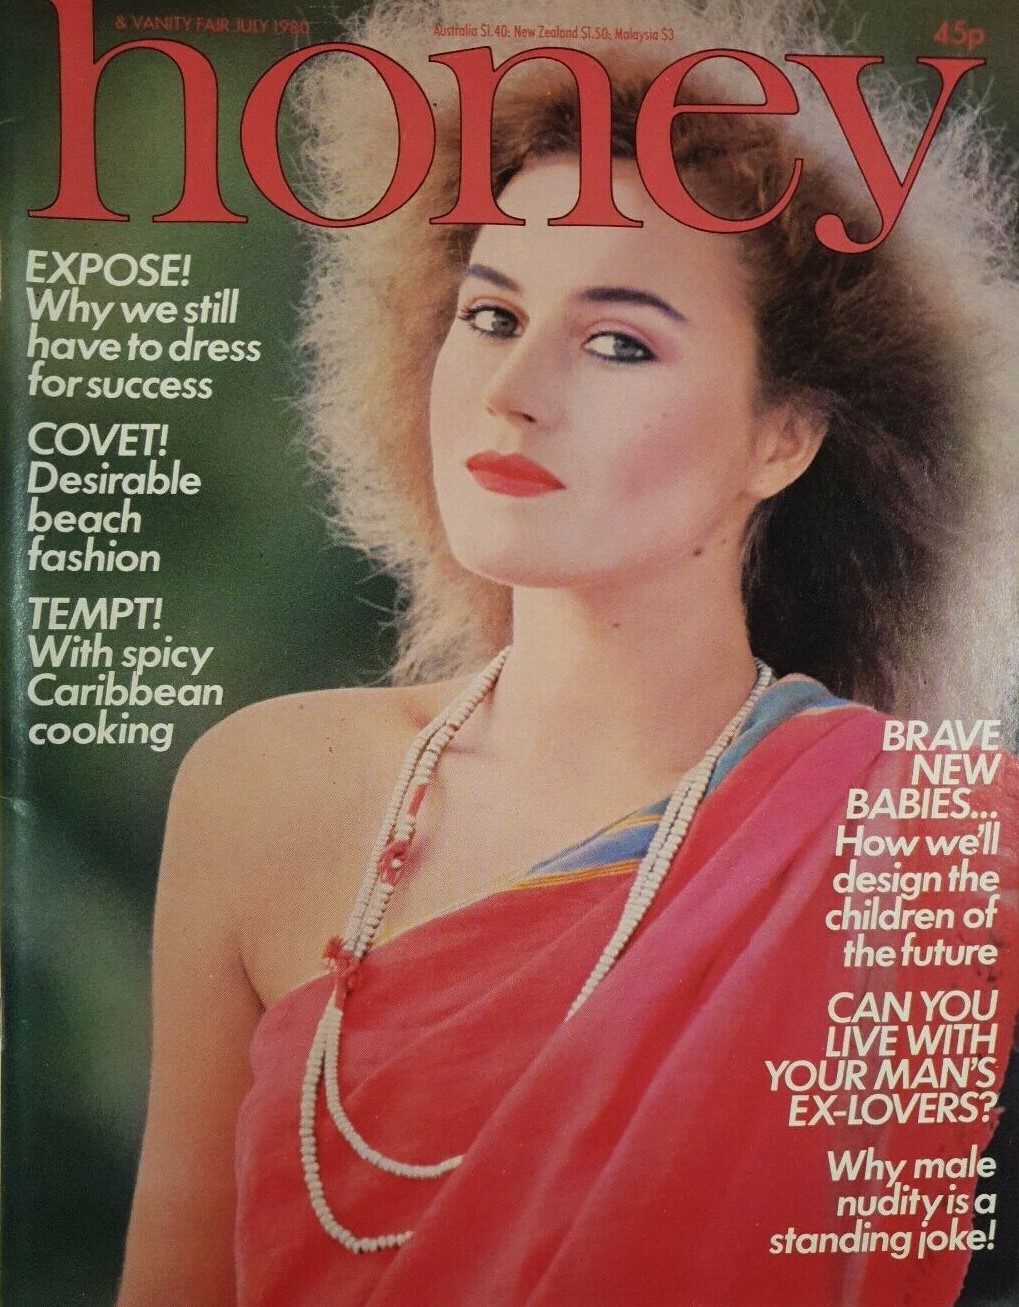 & VANITY FAIR JULY 1980
Australia $1.40: New Zealand $1.50: Malaysia $3
45p
honey
EXPOSE!
Why we still
have to dress
for success
COVET!
Desirable
beach
fashion
TEMPT!
With spicy
Caribbean
cooking
BRAVE
NEW
BABIES...
How we'll
design the
children of
the future
CAN YOU
LIVE WITH
YOUR MAN'S
EX-LOVERS?
Why male
nudity is a
standing joke!